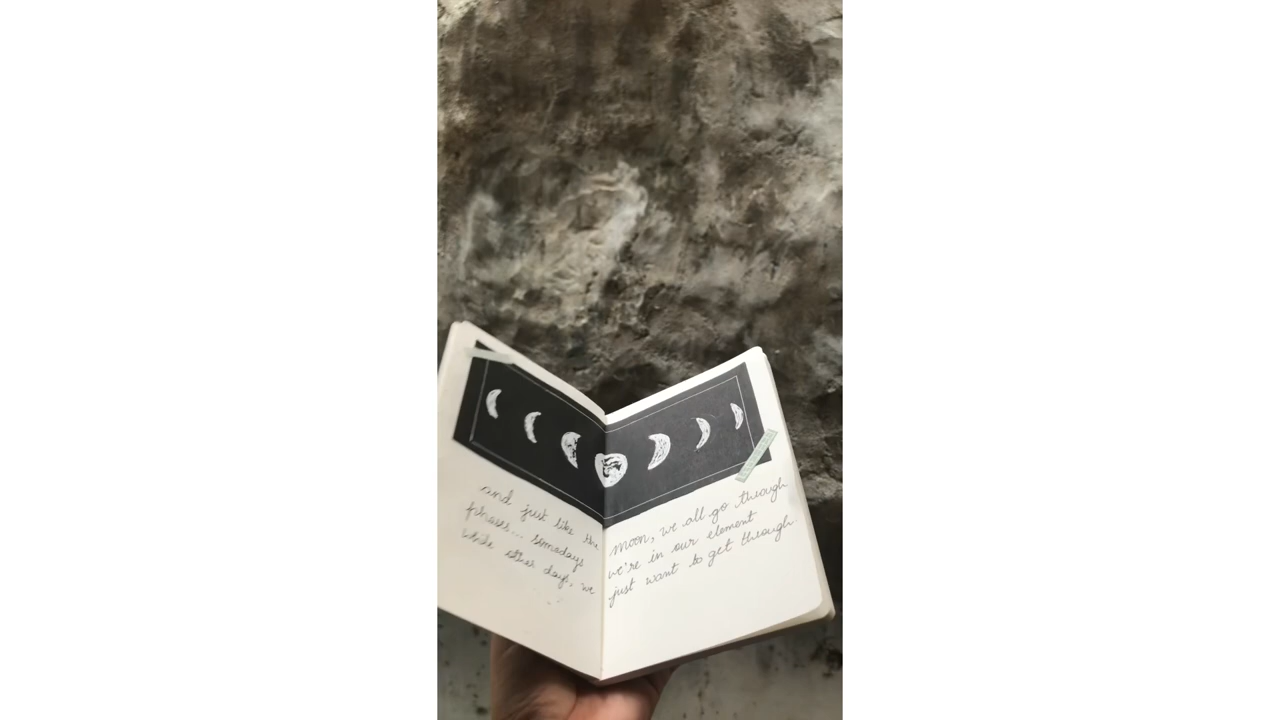 and just like the moon, we all go through
phases... somedays we're in our element
while other days, we just want to get through.